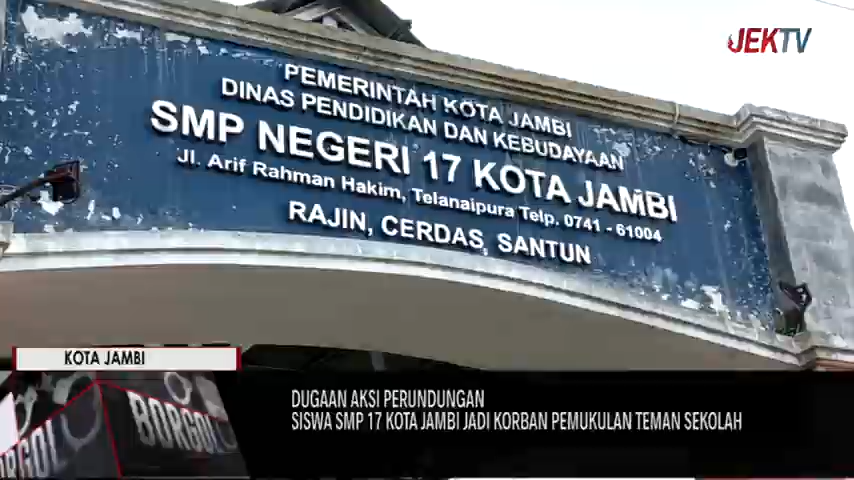 JEKTV
PEMERINTAH KOTA JAMBI
DINAS PENDIDIKAN DAN KEBUDAYAAN
SMP NEGERI 17 KOTA JAMBI
Jl. Arif Rahman Hakim, Telanaipura Telp. 0741 - 61004
RAJIN, CERDAS, SANTUN
KOTA JAMBI
DUGAAN AKSI PERUNDUNGAN
SISWA SMP 17 KOTA JAMBI JADI KORBAN PEMUKULAN TEMAN SEKOLAH
BORGOL